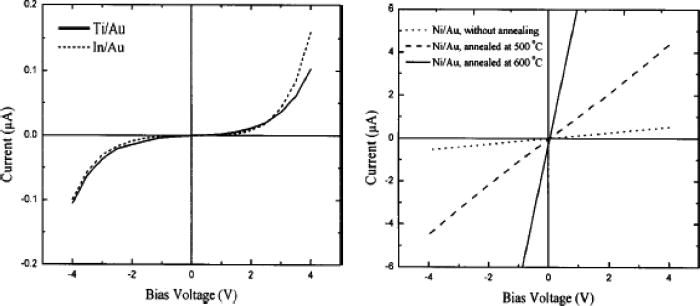 Ti/Au
In/Au
0.2
0.1
0.0
-0.1
-0.2
Current (μA)
-4
-2
0
2
4
Bias Voltage (V)
Ni/Au, without annealing
Ni/Au, annealed at 500 °C
Ni/Au, annealed at 600 °C
6
4
2
0
-2
-4
-6
Current (μA)
-4
-2
0
2
4
Bias Voltage (V)